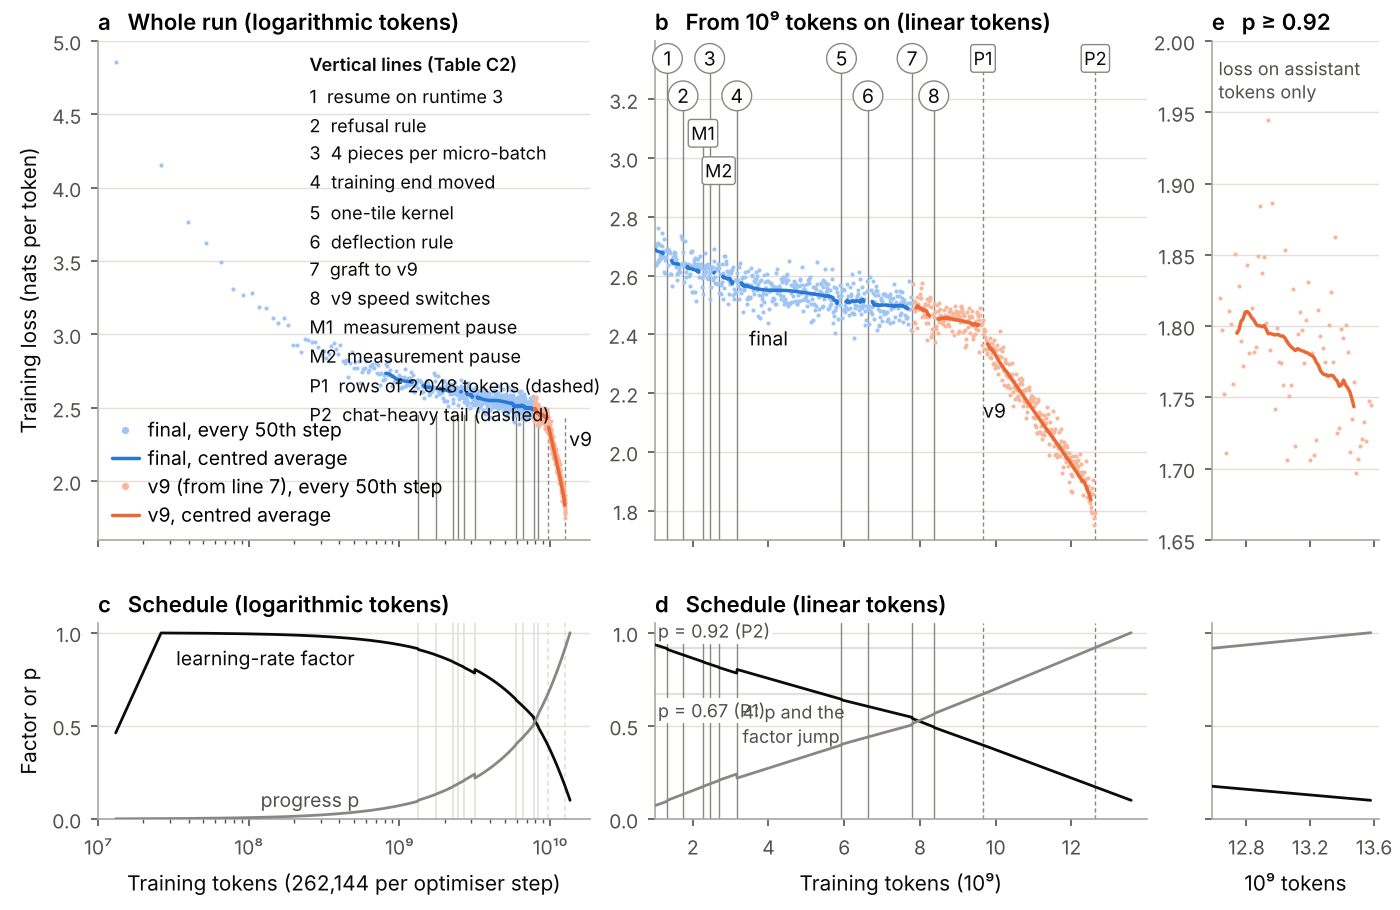 a Whole run (logarithmic tokens)
b From 10⁹ tokens on (linear tokens)
e p ≥ 0.92
Training loss (nats per token)
5.0
4.5
4.0
3.5
3.0
2.5
2.0
Vertical lines (Table C2)
1 resume on runtime 3
2 refusal rule
3 4 pieces per micro-batch
4 training end moved
5 one-tile kernel
6 deflection rule
7 graft to v9
8 v9 speed switches
M1 measurement pause
M2 measurement pause
P1 rows of 2,048 tokens (dashed)
P2 chat-heavy tail (dashed)
final, every 50th step
final, centred average
v9 (from line 7), every 50th step
v9, centred average
v9
3.2
3.0
2.8
2.6
2.4
2.2
2.0
1.8
1
3
5
7
P1
P2
2
4
6
8
M1
M2
final
v9
2.00
1.95
1.90
1.85
1.80
1.75
1.70
1.65
loss on assistant
tokens only
c Schedule (logarithmic tokens)
d Schedule (linear tokens)
Factor or p
1.0
0.5
0.0
learning-rate factor
progress p
10⁷
10⁸
10⁹
10¹⁰
Training tokens (262,144 per optimiser step)
1.0
0.5
0.0
p = 0.92 (P2)
p = 0.67 (P1)
4: p and the
factor jump
2
4
6
8
10
12
Training tokens (10⁹)
12.8
13.2
13.6
10⁹ tokens